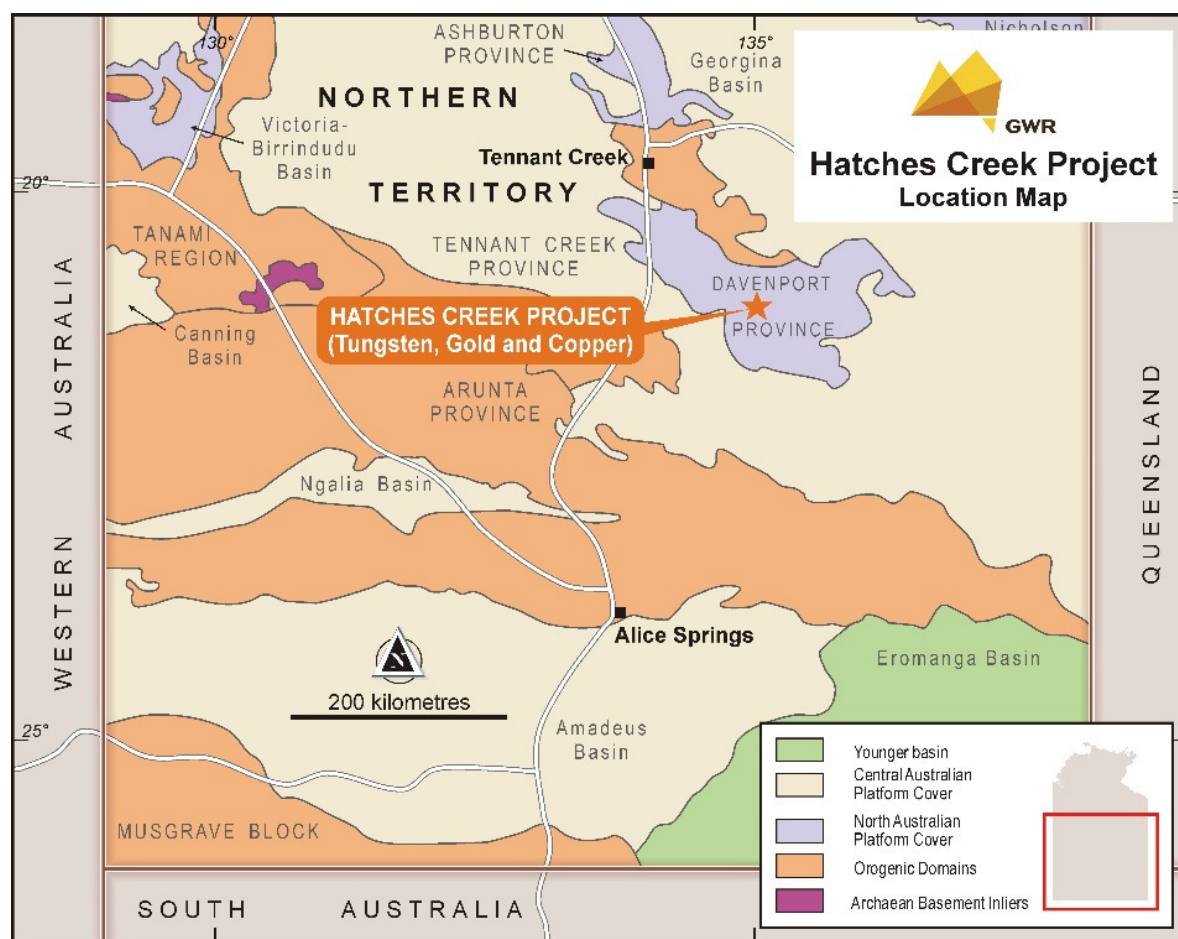 130°
ASHBURTON
PROVINCE
135°
Nicholson
Georgina
Basin
NORTHERN
TERRITORY
Victoria-
Birrindudu
Basin
Tennant Creek
GWR
Hatches Creek Project
Location Map
20°
TANAMI
REGION
TENNANT CREEK
PROVINCE
DAVENPORT
PROVINCE
HATCHES CREEK PROJECT
(Tungsten, Gold and Copper)
Canning
Basin
ARUNTA
PROVINCE
WESTERN AUSTRALIA
QUEENSLAND
Ngalia Basin
Alice Springs
Eromanga Basin
N
200 kilometres
25°
Amadeus
Basin
MUSGRAVE BLOCK
SOUTH AUSTRALIA
Younger basin
Central Australian
Platform Cover
North Australian
Platform Cover
Orogenic Domains
Archaean Basement Inliers